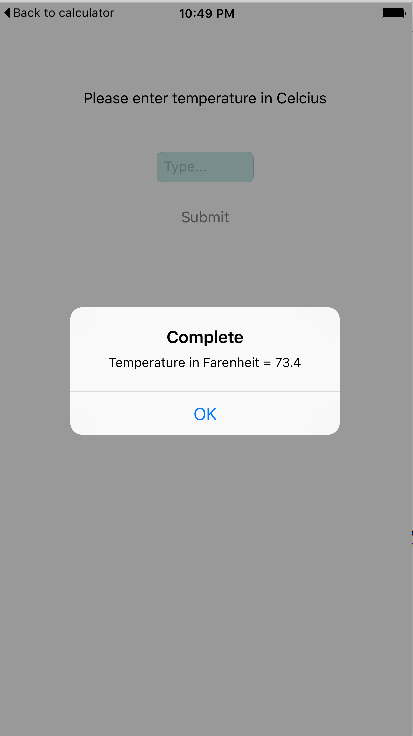 Back to calculator 10:49 PM
Please enter temperature in Celcius
Type...
Submit
Complete
Temperature in Farenheit = 73.4
OK